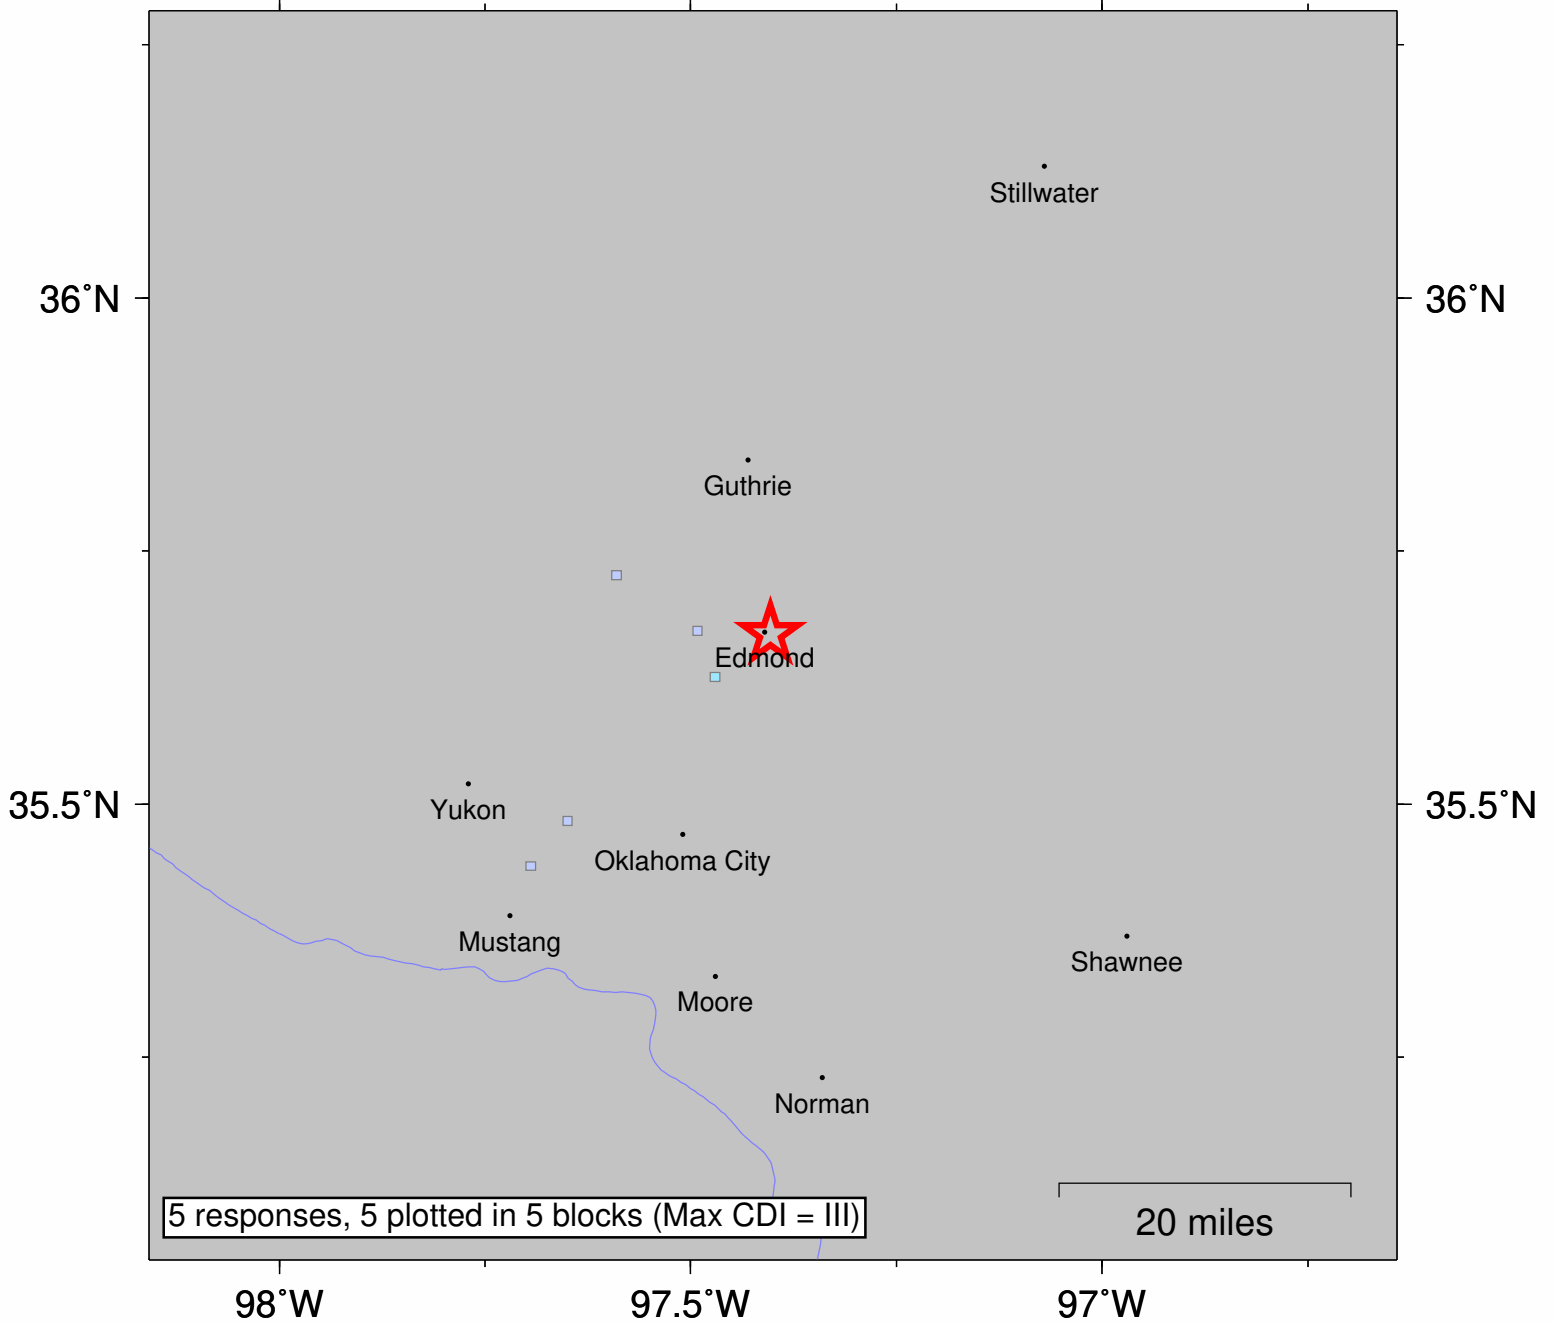 Stillwater
36°N
36°N
Guthrie
Edmond
35.5°N
35.5°N
Yukon
Oklahoma City
Mustang
Shawnee
Moore
Norman
5 responses, 5 plotted in 5 blocks (Max CDI = III)
20 miles
98°W
97.5°W
97°W